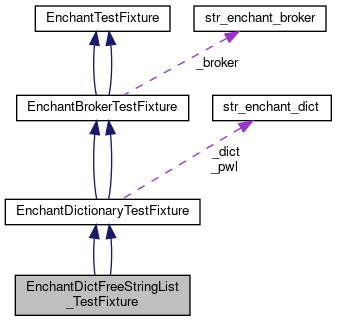 EnchantTestFixture
str_enchant_broker
_broker
EnchantBrokerTestFixture
str_enchant_dict
_dict
_pwl
EnchantDictionaryTestFixture
EnchantDictFreeStringList
_TestFixture